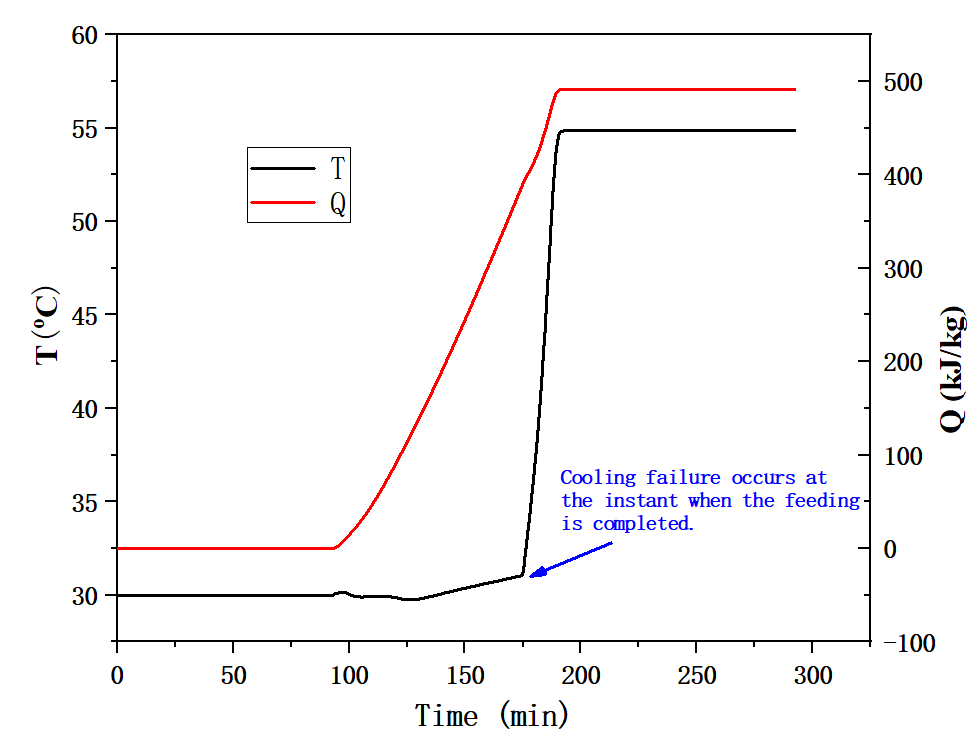 60
55
50
45
40
35
30
T(°C)
T
Q
500
400
300
200
100
0
-100
Q (kJ/kg)
Cooling failure occurs at
the instant when the feeding
is completed.
0 50 100 150 200 250 300
Time (min)